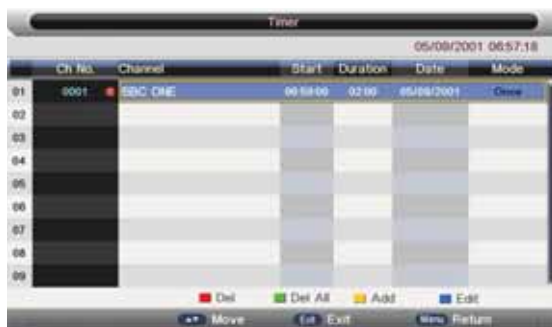 Timer
05/09/2001 06:57:18
Ch No. Channel Start Duration Date Mode
01 0001 BBC ONE 06:59:00 02:00 05/09/2001 Once
02
03
04
05
06
07
08
09
Del Del All Add Edit
Move Exit Exit Menu Return